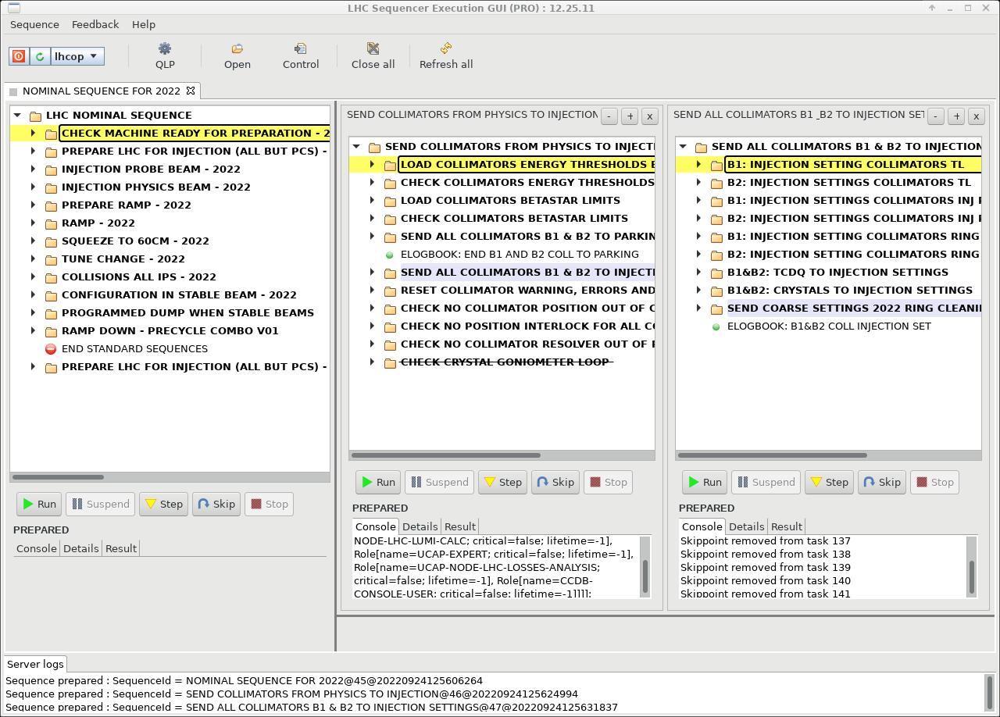 LHC Sequencer Execution GUI (PRO) : 12.25.11
Sequence Feedback Help
lhcop
QLP Open Control Close all Refresh all
NOMINAL SEQUENCE FOR 2022
LHC NOMINAL SEQUENCE
CHECK MACHINE READY FOR PREPARATION - 2
PREPARE LHC FOR INJECTION (ALL BUT PCS) -
INJECTION PROBE BEAM - 2022
INJECTION PHYSICS BEAM - 2022
PREPARE RAMP - 2022
RAMP - 2022
SQUEEZE TO 60CM - 2022
TUNE CHANGE - 2022
COLLISIONS ALL IPS - 2022
CONFIGURATION IN STABLE BEAM - 2022
PROGRAMMED DUMP WHEN STABLE BEAMS
RAMP DOWN - PRECYCLE COMBO V01
END STANDARD SEQUENCES
PREPARE LHC FOR INJECTION (ALL BUT PCS) -
Run Suspend Step Skip Stop
PREPARED
Console Details Result
SEND COLLIMATORS FROM PHYSICS TO INJECTION - + x
SEND COLLIMATORS FROM PHYSICS TO INJECTI
LOAD COLLIMATORS ENERGY THRESHOLDS B
CHECK COLLIMATORS ENERGY THRESHOLDS
LOAD COLLIMATORS BETASTAR LIMITS
CHECK COLLIMATORS BETASTAR LIMITS
SEND ALL COLLIMATORS B1 & B2 TO PARKIN
ELOGBOOK: END B1 AND B2 COLL TO PARKING
SEND ALL COLLIMATORS B1 & B2 TO INJECTI
RESET COLLIMATOR WARNING, ERRORS AND
CHECK NO COLLIMATOR POSITION OUT OF
CHECK NO POSITION INTERLOCK FOR ALL CO
CHECK NO COLLIMATOR RESOLVER OUT OF
CHECK CRYSTAL GONIOMETER LOOP
Run Suspend Step Skip Stop
PREPARED
Console Details Result
NODE-LHC-LUMI-CALC; critical=false; lifetime=-1],
Role[name=UCAP-EXPERT; critical=false; lifetime=-1],
Role[name=UCAP-NODE-LHC-LOSSES-ANALYSIS;
critical=false; lifetime=-1], Role[name=CCDB-
CONSOLE-USER; critical=false; lifetime=-1]]]];
SEND ALL COLLIMATORS B1 _B2 TO INJECTION SET - + x
SEND ALL COLLIMATORS B1 & B2 TO INJECTION
B1: INJECTION SETTING COLLIMATORS TL
B2: INJECTION SETTINGS COLLIMATORS TL
B1: INJECTION SETTINGS COLLIMATORS INJ
B2: INJECTION SETTINGS COLLIMATORS INJ
B1: INJECTION SETTING COLLIMATORS RING
B2: INJECTION SETTING COLLIMATORS RING
B1&B2: TCDQ TO INJECTION SETTINGS
B1&B2: CRYSTALS TO INJECTION SETTINGS
SEND COARSE SETTINGS 2022 RING CLEANI
ELOGBOOK: B1&B2 COLL INJECTION SET
Run Suspend Step Skip Stop
PREPARED
Console Details Result
Skippoint removed from task 137
Skippoint removed from task 138
Skippoint removed from task 139
Skippoint removed from task 140
Skippoint removed from task 141
Server logs
Sequence prepared : SequenceId = NOMINAL SEQUENCE FOR 2022@45@20220924125606264
Sequence prepared : SequenceId = SEND COLLIMATORS FROM PHYSICS TO INJECTION@46@20220924125624994
Sequence prepared : SequenceId = SEND ALL COLLIMATORS B1 & B2 TO INJECTION SETTINGS@47@20220924125631837